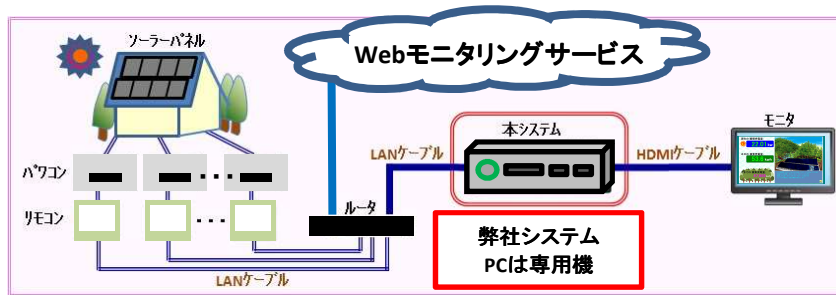 ｿｰﾗｰﾊﾟﾈﾙ
Webモニタリングサービス
モニタ
本システム
LANｹｰﾌﾞﾙ
HDMIｹｰﾌﾞﾙ
ﾊﾟﾜｺﾝ
ﾙｰﾀ
ﾘﾓｺﾝ
弊社システム
PCは専用機
LANｹｰﾌﾞﾙ